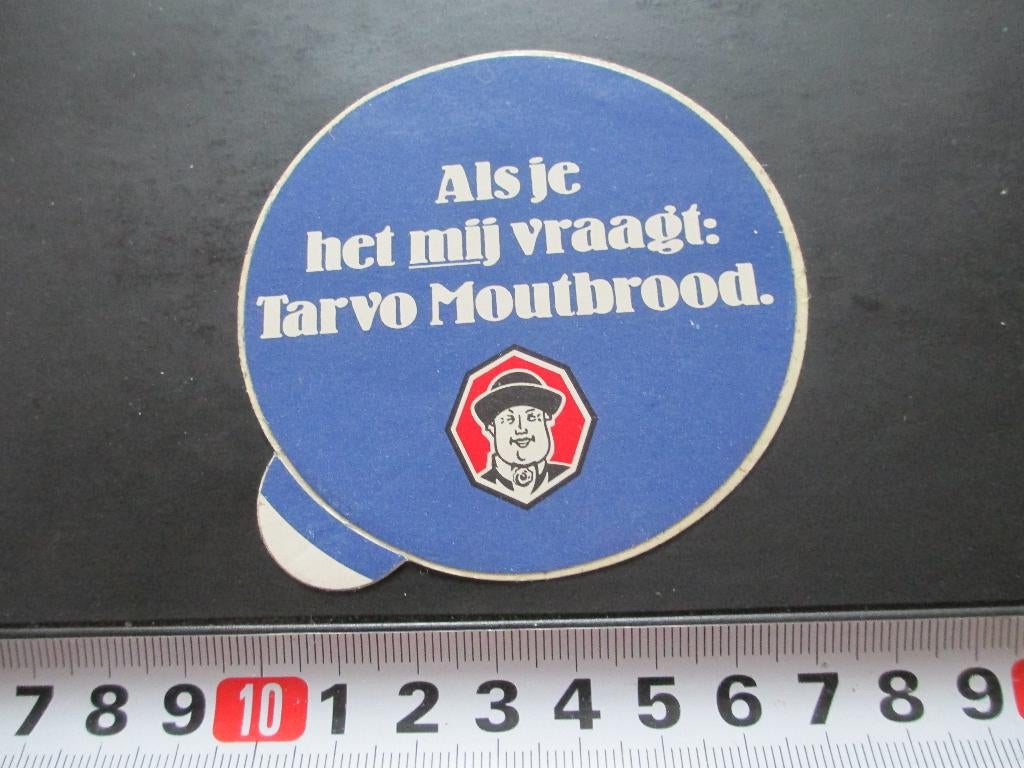 Als je
het mij vraagt:
Tarvo Moutbrood.
7 8 9 10 1 2 3 4 5 6 7 8 9